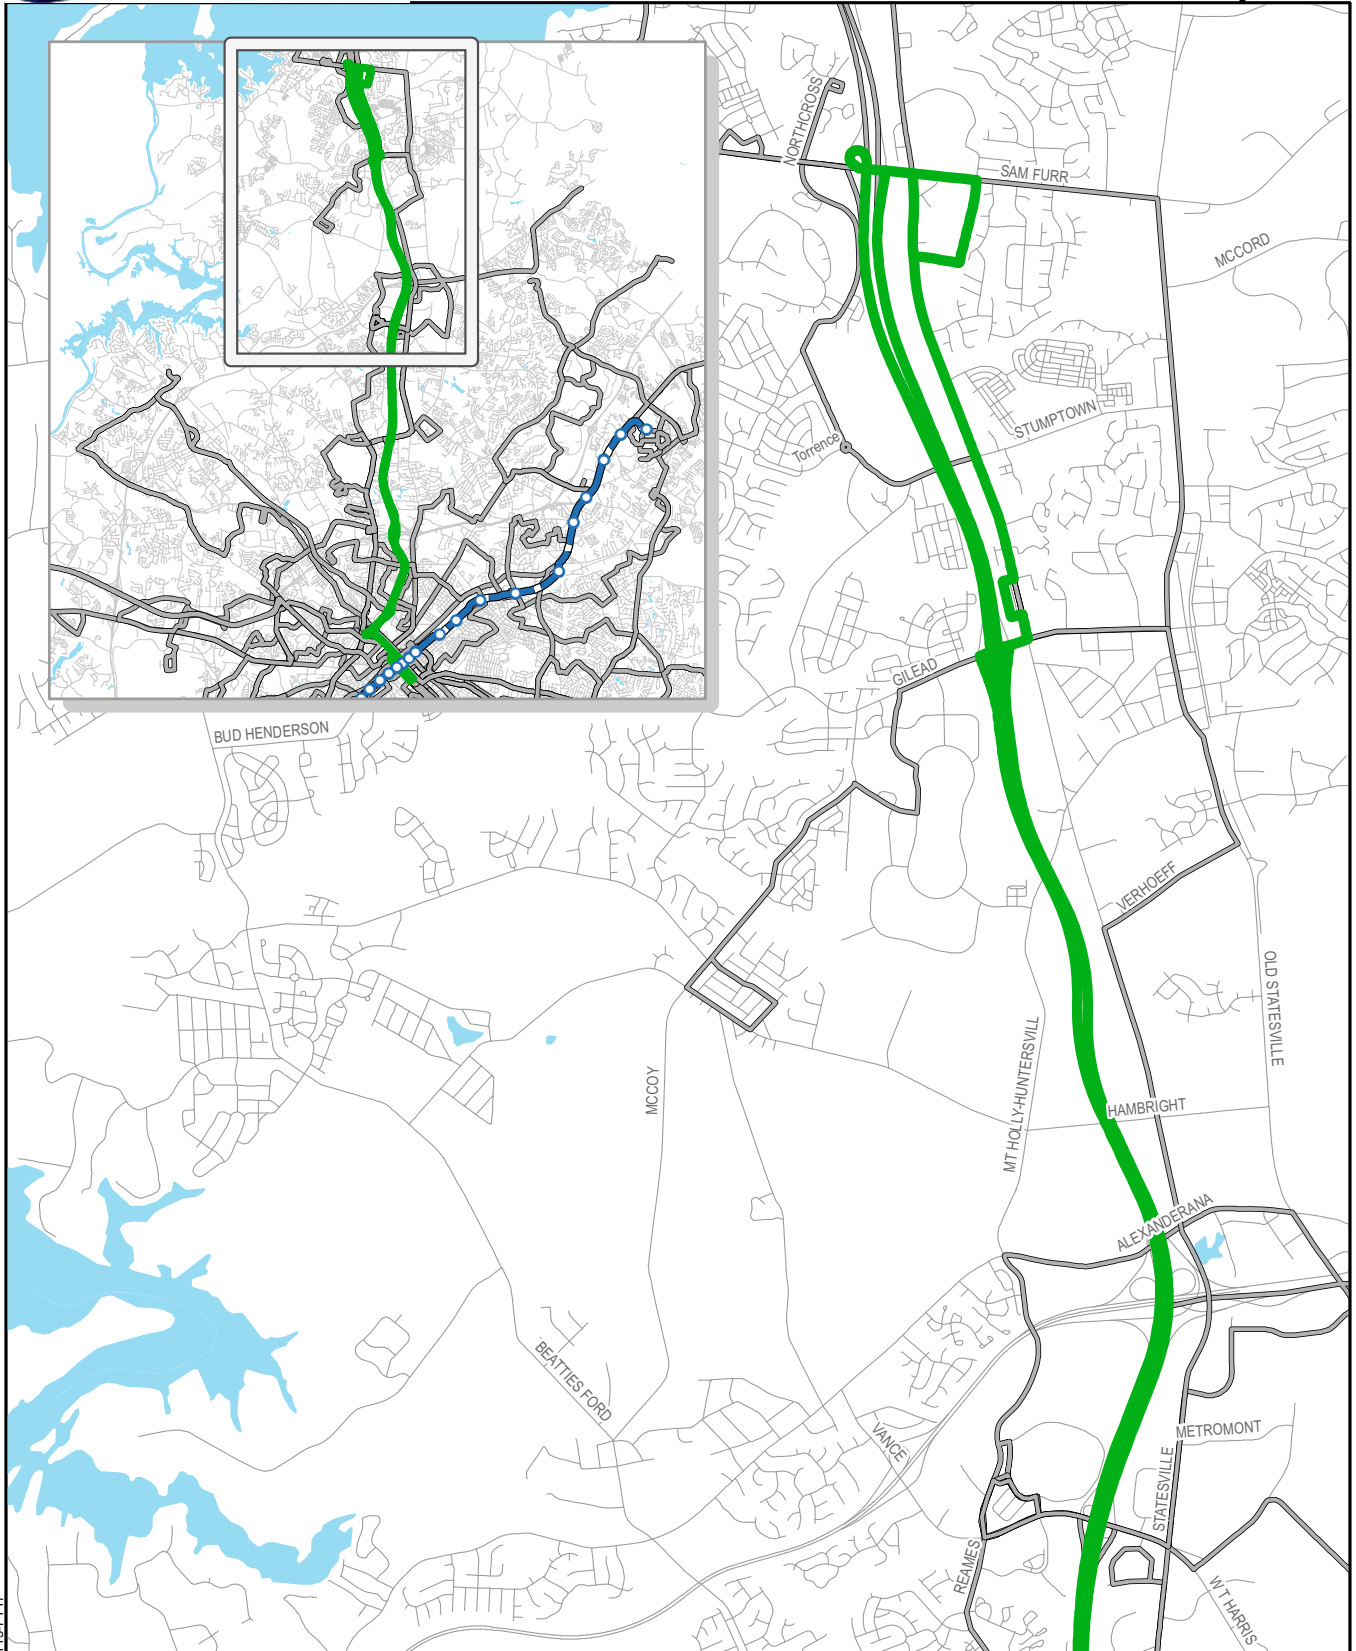 NORTHCROSS
SAM FURR
MCCORD
STUMPTOWN
Torrence
GILEAD
BUD HENDERSON
VERHOEFF
OLD STATESVILLE
MT HOLLY-HUNTERSVILL
MCCOY
HAMBRIGHT
ALEXANDERANA
BEATTIES FORD
VANCE
METROMONT
STATESVILLE
REAMES
W T HARRIS